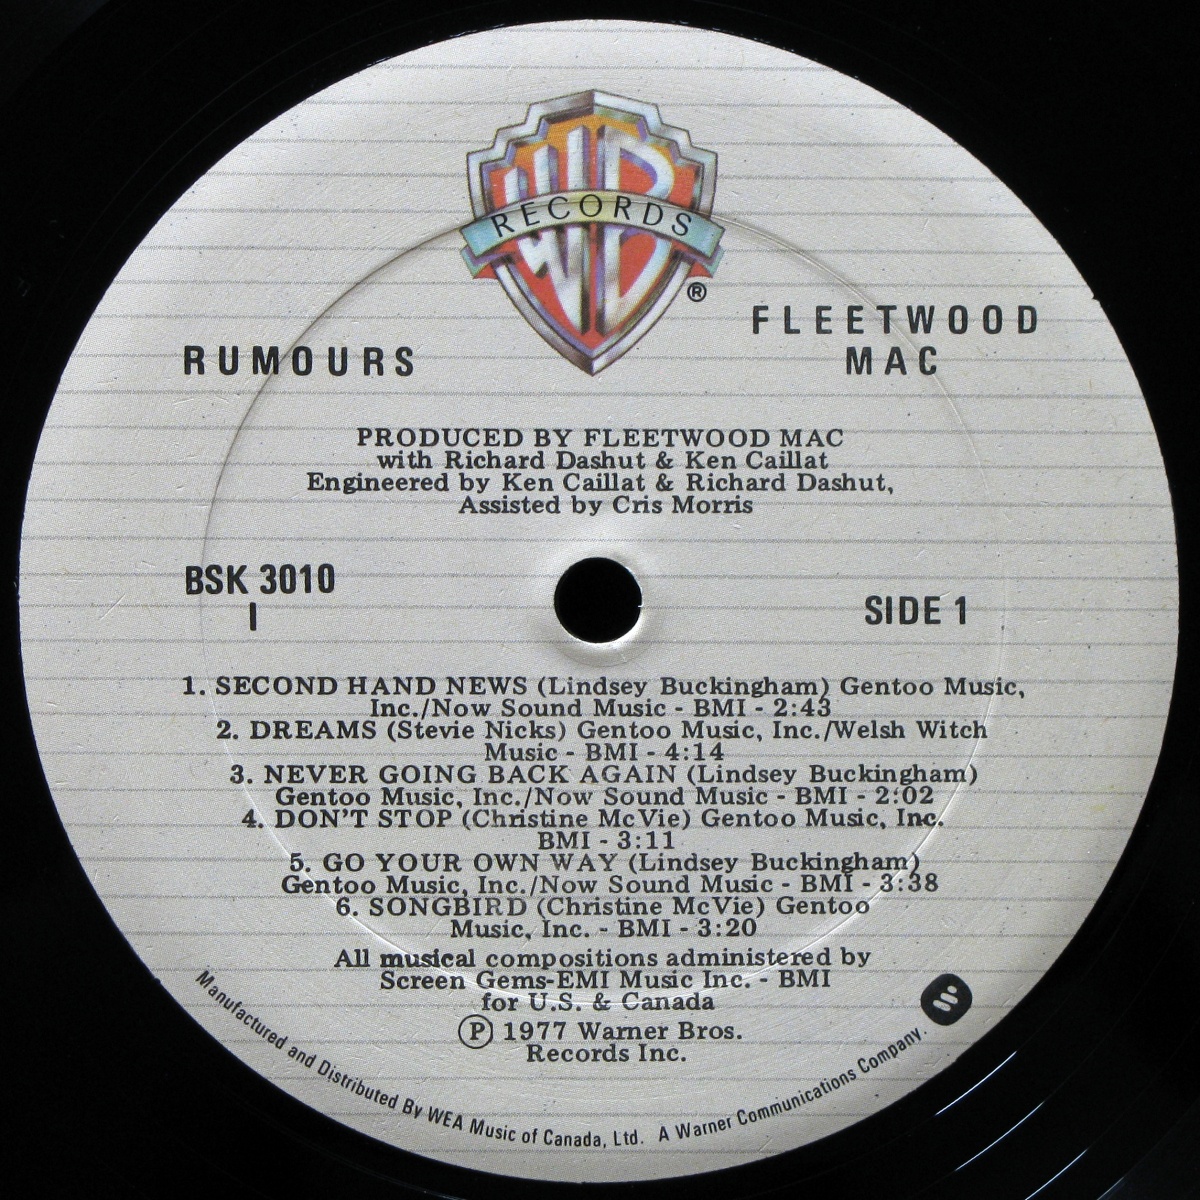 WB
RECORDS
®
RUMOURS
FLEETWOOD
MAC
PRODUCED BY FLEETWOOD MAC
with Richard Dashut & Ken Caillat
Engineered by Ken Caillat & Richard Dashut,
Assisted by Cris Morris
BSK 3010
I
SIDE 1
1. SECOND HAND NEWS (Lindsey Buckingham) Gentoo Music,
Inc./Now Sound Music - BMI - 2:43
2. DREAMS (Stevie Nicks) Gentoo Music, Inc./Welsh Witch
Music - BMI - 4:14
3. NEVER GOING BACK AGAIN (Lindsey Buckingham)
Gentoo Music, Inc./Now Sound Music - BMI - 2:02
4. DON'T STOP (Christine McVie) Gentoo Music, Inc.
BMI - 3:11
5. GO YOUR OWN WAY (Lindsey Buckingham)
Gentoo Music, Inc./Now Sound Music - BMI - 3:38
6. SONGBIRD (Christine McVie) Gentoo
Music, Inc. - BMI - 3:20
All musical compositions administered by
Screen Gems-EMI Music Inc. - BMI
for U.S. & Canada
℗ 1977 Warner Bros.
Records Inc.
Manufactured and Distributed By WEA Music of Canada, Ltd. A Warner Communications Company.